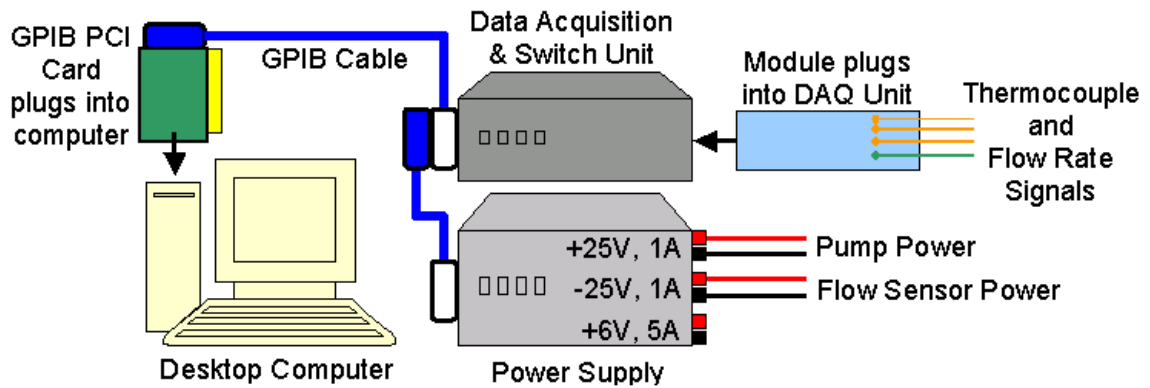 GPIB PCI
Card
plugs into
computer
GPIB Cable
Data Acquisition
& Switch Unit
Module plugs
into DAQ Unit
Thermocouple
and
Flow Rate
Signals
+25V, 1A
Pump Power
-25V, 1A
Flow Sensor Power
+6V, 5A
Desktop Computer
Power Supply